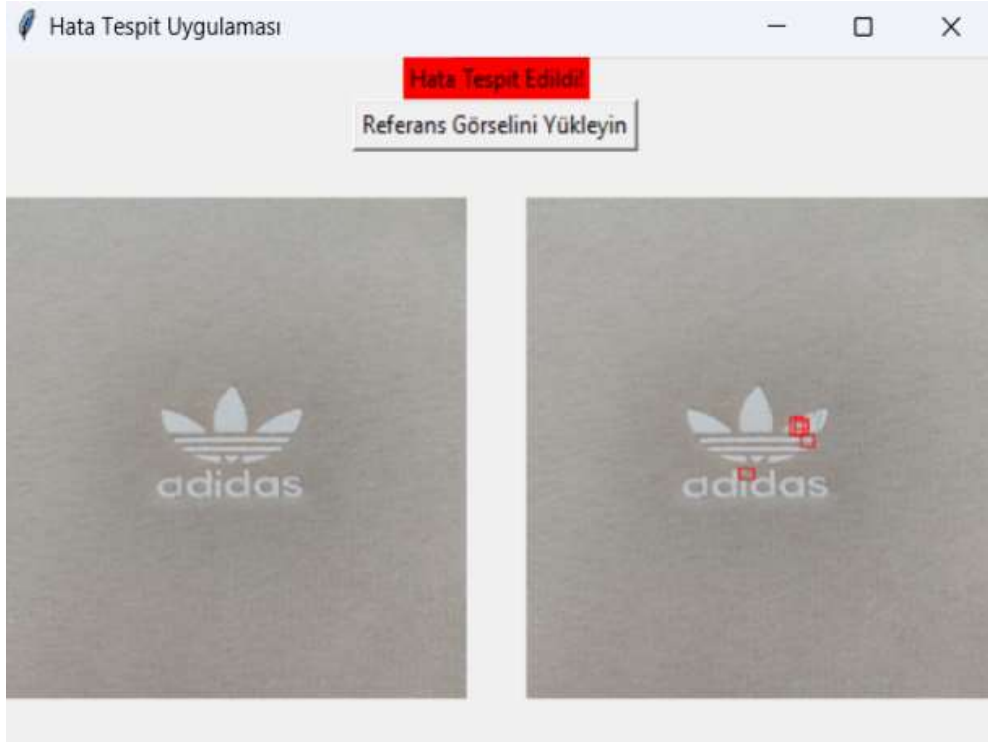 Hata Tespit Uygulaması
Hata Tespit Edildi!
Referans Görselini Yükleyin
adidas
adidas